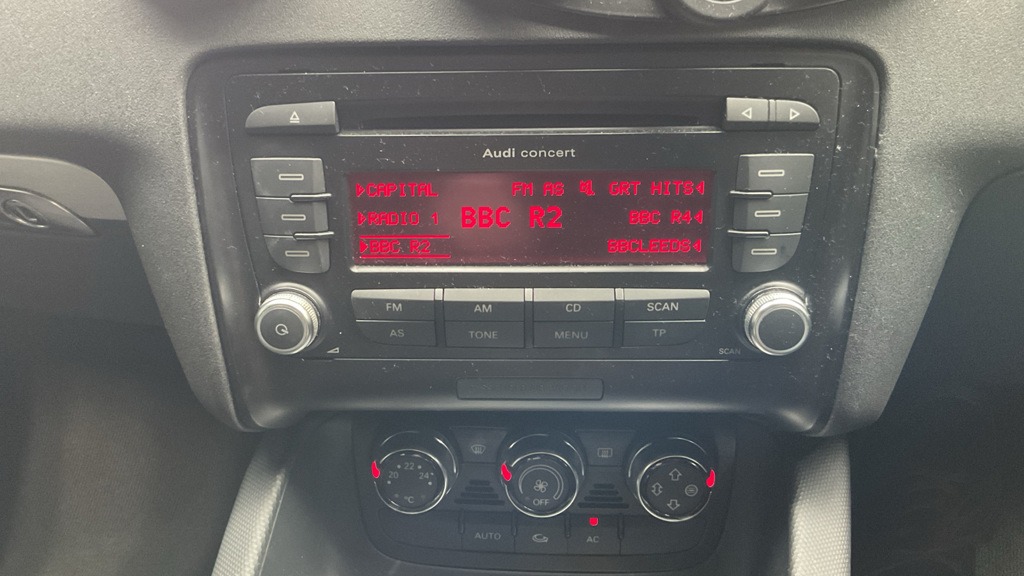 Audi concert
CAPITAL FM AS GRT HITS
RADIO 1 BBC R2 BBC R4
BBC R2 BBCLEEDS
FM AM CD SCAN
AS TONE MENU TP
SCAN
20 22 24
°C
OFF
AUTO AC